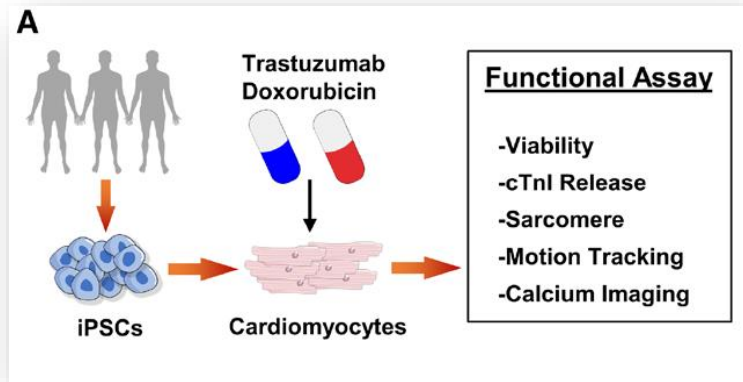 A
Trastuzumab
Doxorubicin
Functional Assay
-Viability
-cTnI Release
-Sarcomere
-Motion Tracking
-Calcium Imaging
iPSCs
Cardiomyocytes